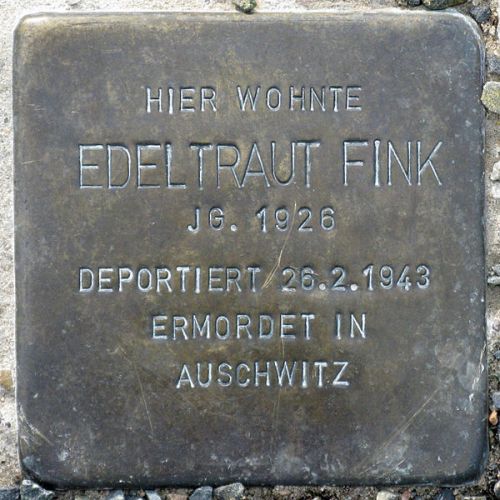 HIER WOHNTE
EDELTRAUT FINK
JG. 1926
DEPORTIERT 26.2.1943
ERMORDET IN
AUSCHWITZ